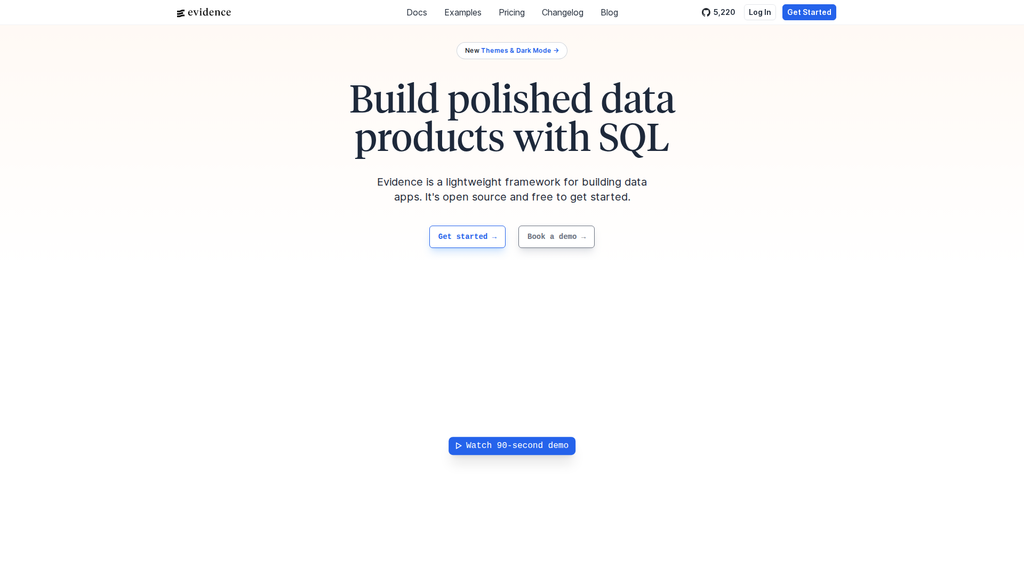 evidence
Docs Examples Pricing Changelog Blog
5,220 Log In Get Started
New Themes & Dark Mode →
Build polished data
products with SQL
Evidence is a lightweight framework for building data
apps. It's open source and free to get started.
Get started →
Book a demo →
Watch 90-second demo